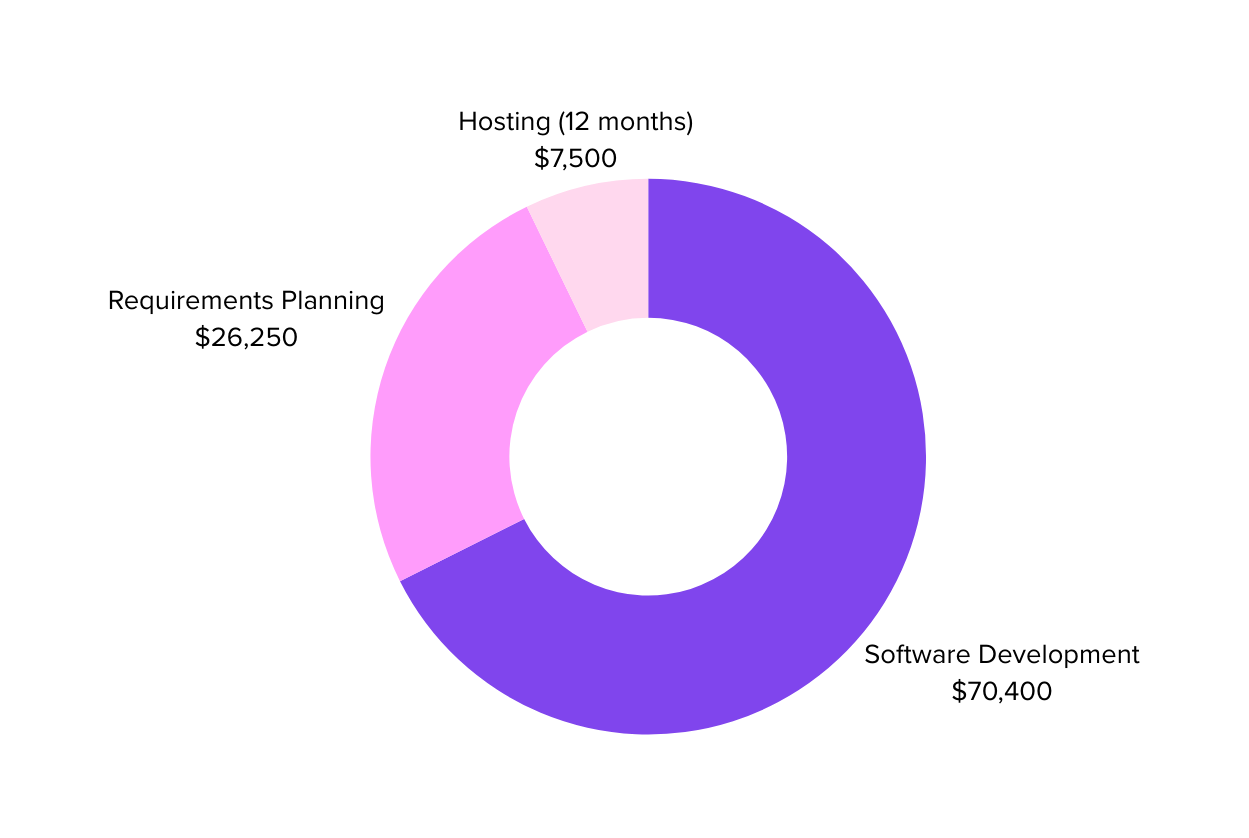 Hosting (12 months)
$7,500
Requirements Planning
$26,250
Software Development
$70,400